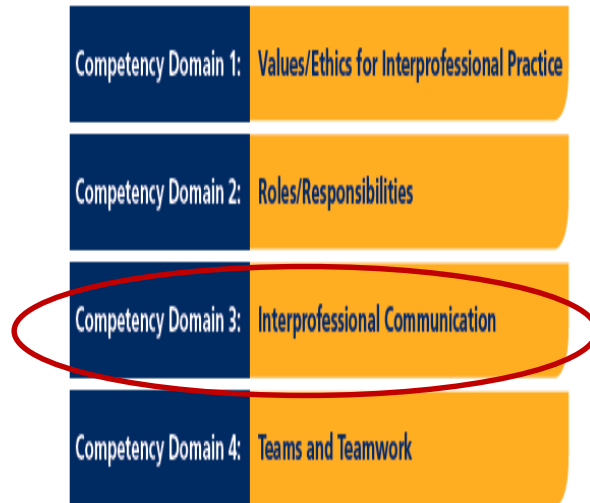 Competency Domain 1: Values/Ethics for Interprofessional Practice
Competency Domain 2: Roles/Responsibilities
Competency Domain 3: Interprofessional Communication
Competency Domain 4: Teams and Teamwork